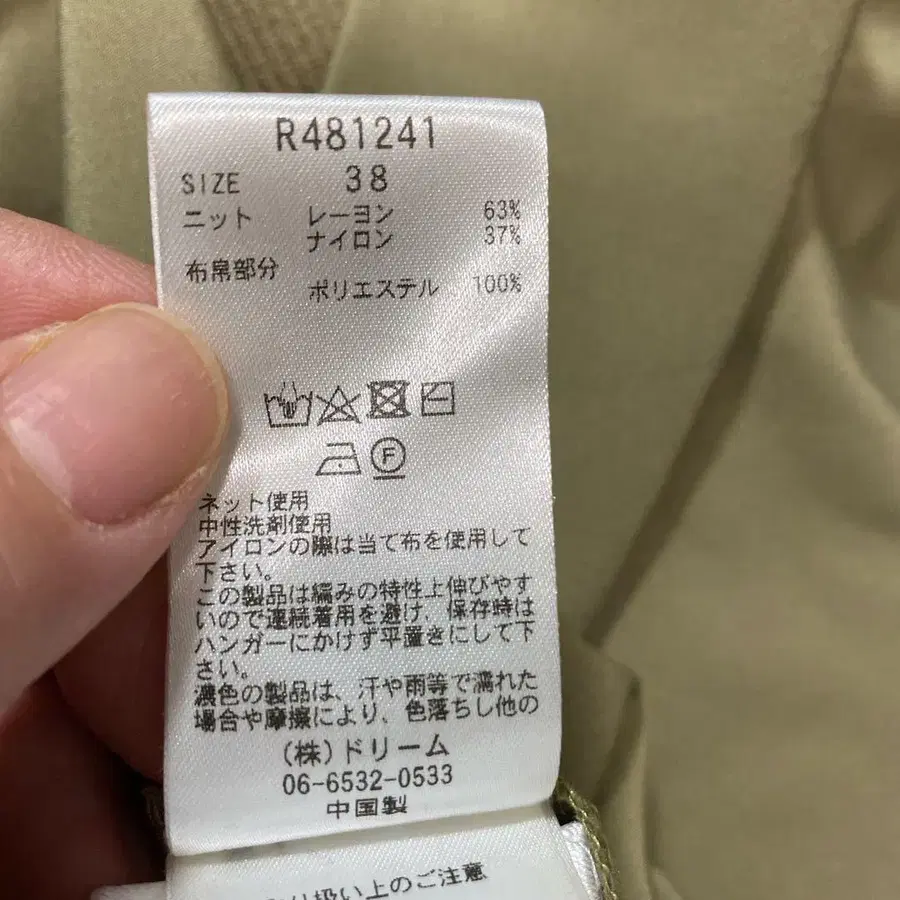 R481241
SIZE 38
ニット レーヨン 63%
ナイロン 37%
布帛部分
ポリエステル 100%
F
ネット使用
中性洗剤使用
アイロンの際は当て布を使用して
下さい。
この製品は編みの特性上伸びやす
いので連続着用を避け、保存時は
ハンガーにかけず平置きにして下
さい。
濃色の製品は、汗や雨等で濡れた
場合や摩擦により、色落ちし他の
(株)ドリーム
06-6532-0533
中国製
扱い上のご注意